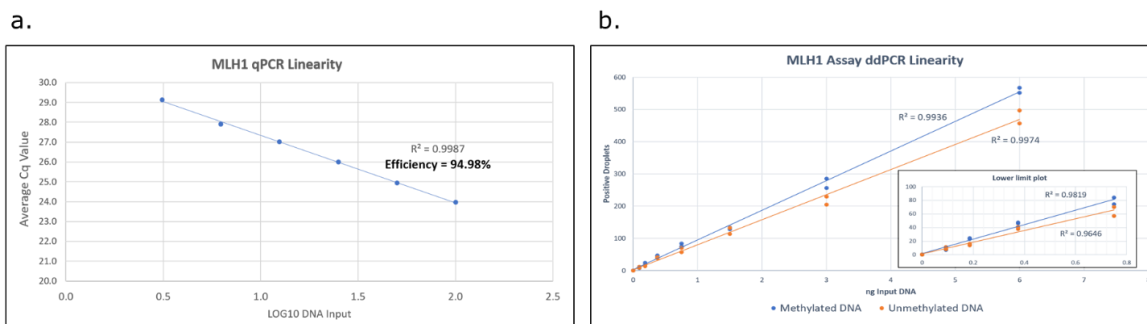 a.
MLH1 qPCR Linearity
30.0
29.0
28.0
27.0
26.0
25.0
24.0
23.0
22.0
21.0
20.0
Average Cq Value
R² = 0.9987
Efficiency = 94.98%
0.0 0.5 1.0 1.5 2.0 2.5
LOG10 DNA Input
b.
MLH1 Assay ddPCR Linearity
600
500
400
300
200
100
0
Positive Droplets
R² = 0.9936
R² = 0.9974
Lower limit plot
100
80
60
40
20
0
R² = 0.9819
R² = 0.9646
0 0.2 0.4 0.6 0.8
0 1 2 3 4 5 6 7
ng Input DNA
Methylated DNA Unmethylated DNA